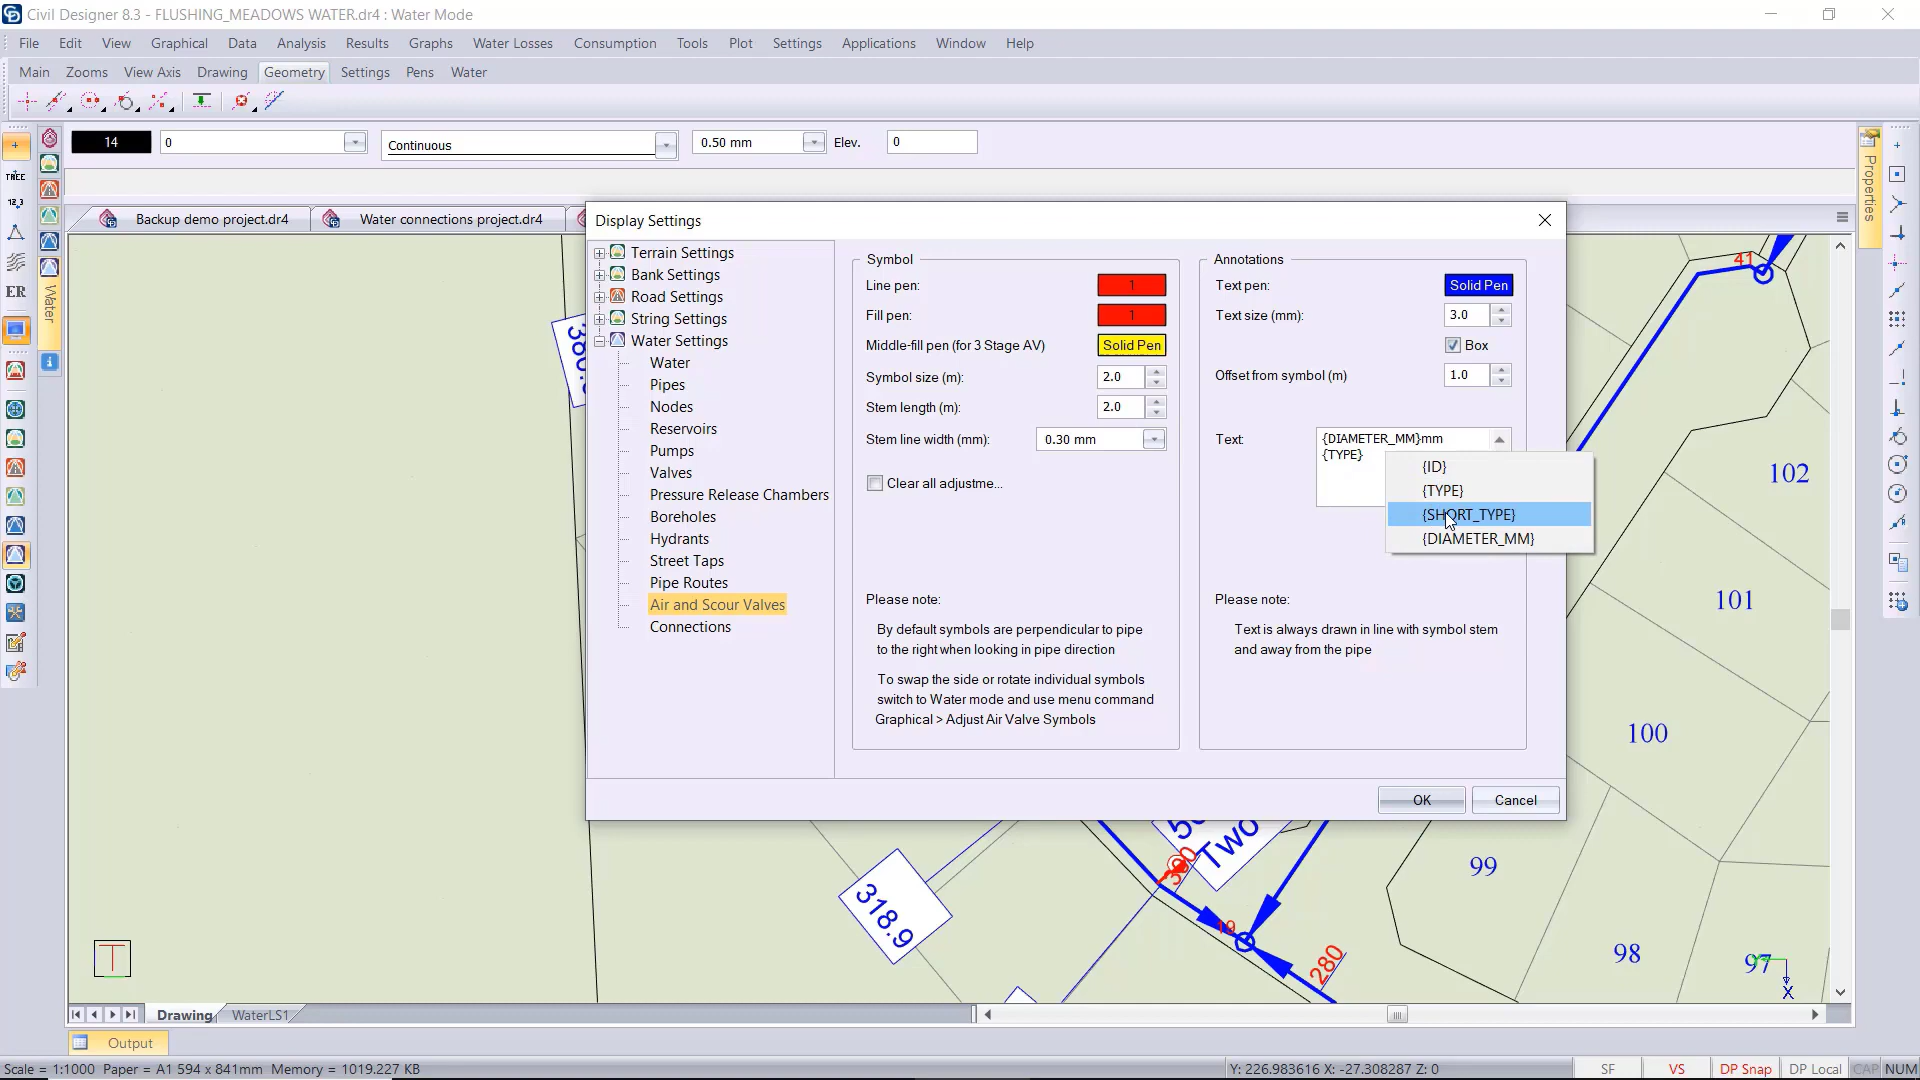 Civil Designer 8.3 - FLUSHING_MEADOWS WATER.dr4 : Water Mode
File Edit View Graphical Data Analysis Results Graphs Water Losses Consumption Tools Plot Settings Applications Window Help
Main Zooms View Axis Drawing Geometry Settings Pens Water
14 0 Continuous 0.50 mm Elev. 0
Backup demo project.dr4 Water connections project.dr4
TREE
ER
Water
Properties
Display Settings
Terrain Settings
Bank Settings
Road Settings
String Settings
Water Settings
Water
Pipes
Nodes
Reservoirs
Pumps
Valves
Pressure Release Chambers
Boreholes
Hydrants
Street Taps
Pipe Routes
Air and Scour Valves
Connections
Symbol
Line pen: 1
Fill pen: 1
Middle-fill pen (for 3 Stage AV) Solid Pen
Symbol size (m): 2.0
Stem length (m): 2.0
Stem line width (mm): 0.30 mm
Clear all adjustme...
Please note:
By default symbols are perpendicular to pipe
to the right when looking in pipe direction
To swap the side or rotate individual symbols
switch to Water mode and use menu command
Graphical > Adjust Air Valve Symbols
Annotations
Text pen: Solid Pen
Text size (mm): 3.0
Box
Offset from symbol (m) 1.0
Text: {DIAMETER_MM}mm
{TYPE}
{ID}
{TYPE}
{SHORT_TYPE}
{DIAMETER_MM}
Please note:
Text is always drawn in line with symbol stem
and away from the pipe
OK Cancel
41
102
101
100
99
98
97
X
Two
318.9
19
280
Drawing WaterLS1
Output
Scale = 1:1000 Paper = A1 594 x 841mm Memory = 1019.227 KB
Y: 226.983616 X: -27.308287 Z: 0
SF VS DP Snap DP Local CAP NUM